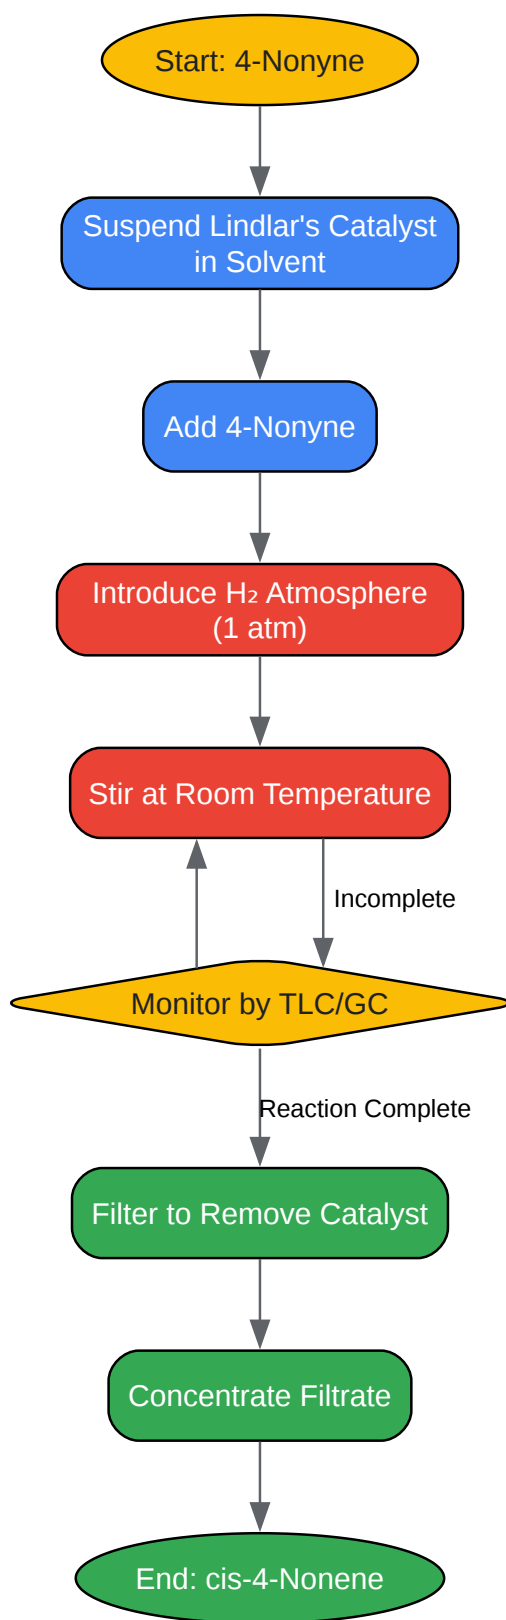 Start: 4-Nonyne
Suspend Lindlar's Catalyst
in Solvent
Add 4-Nonyne
Introduce H₂ Atmosphere
(1 atm)
Stir at Room Temperature
Incomplete
Monitor by TLC/GC
Reaction Complete
Filter to Remove Catalyst
Concentrate Filtrate
End: cis-4-Nonene